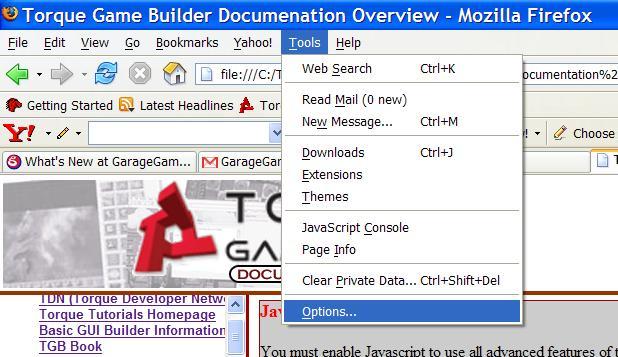 Torque Game Builder Documenation Overview - Mozilla Firefox
File Edit View Go Bookmarks Yahoo! Tools Help
Web Search Ctrl+K
file:///C:/T ocumentation%2
Read Mail (0 new)
Getting Started Latest Headlines Tor
New Message... Ctrl+M
Y! Choose
Downloads Ctrl+J
What's New at GarageGam... GarageGar
Extensions
Themes
JavaScript Console
Page Info
Clear Private Data... Ctrl+Shift+Del
DOCU
TDN (Torque Developer Netw
Options...
Torque Tutorials Homepage
Basic GUI Builder Information
TGB Book
You must enable Javascript to use all advanced features of t